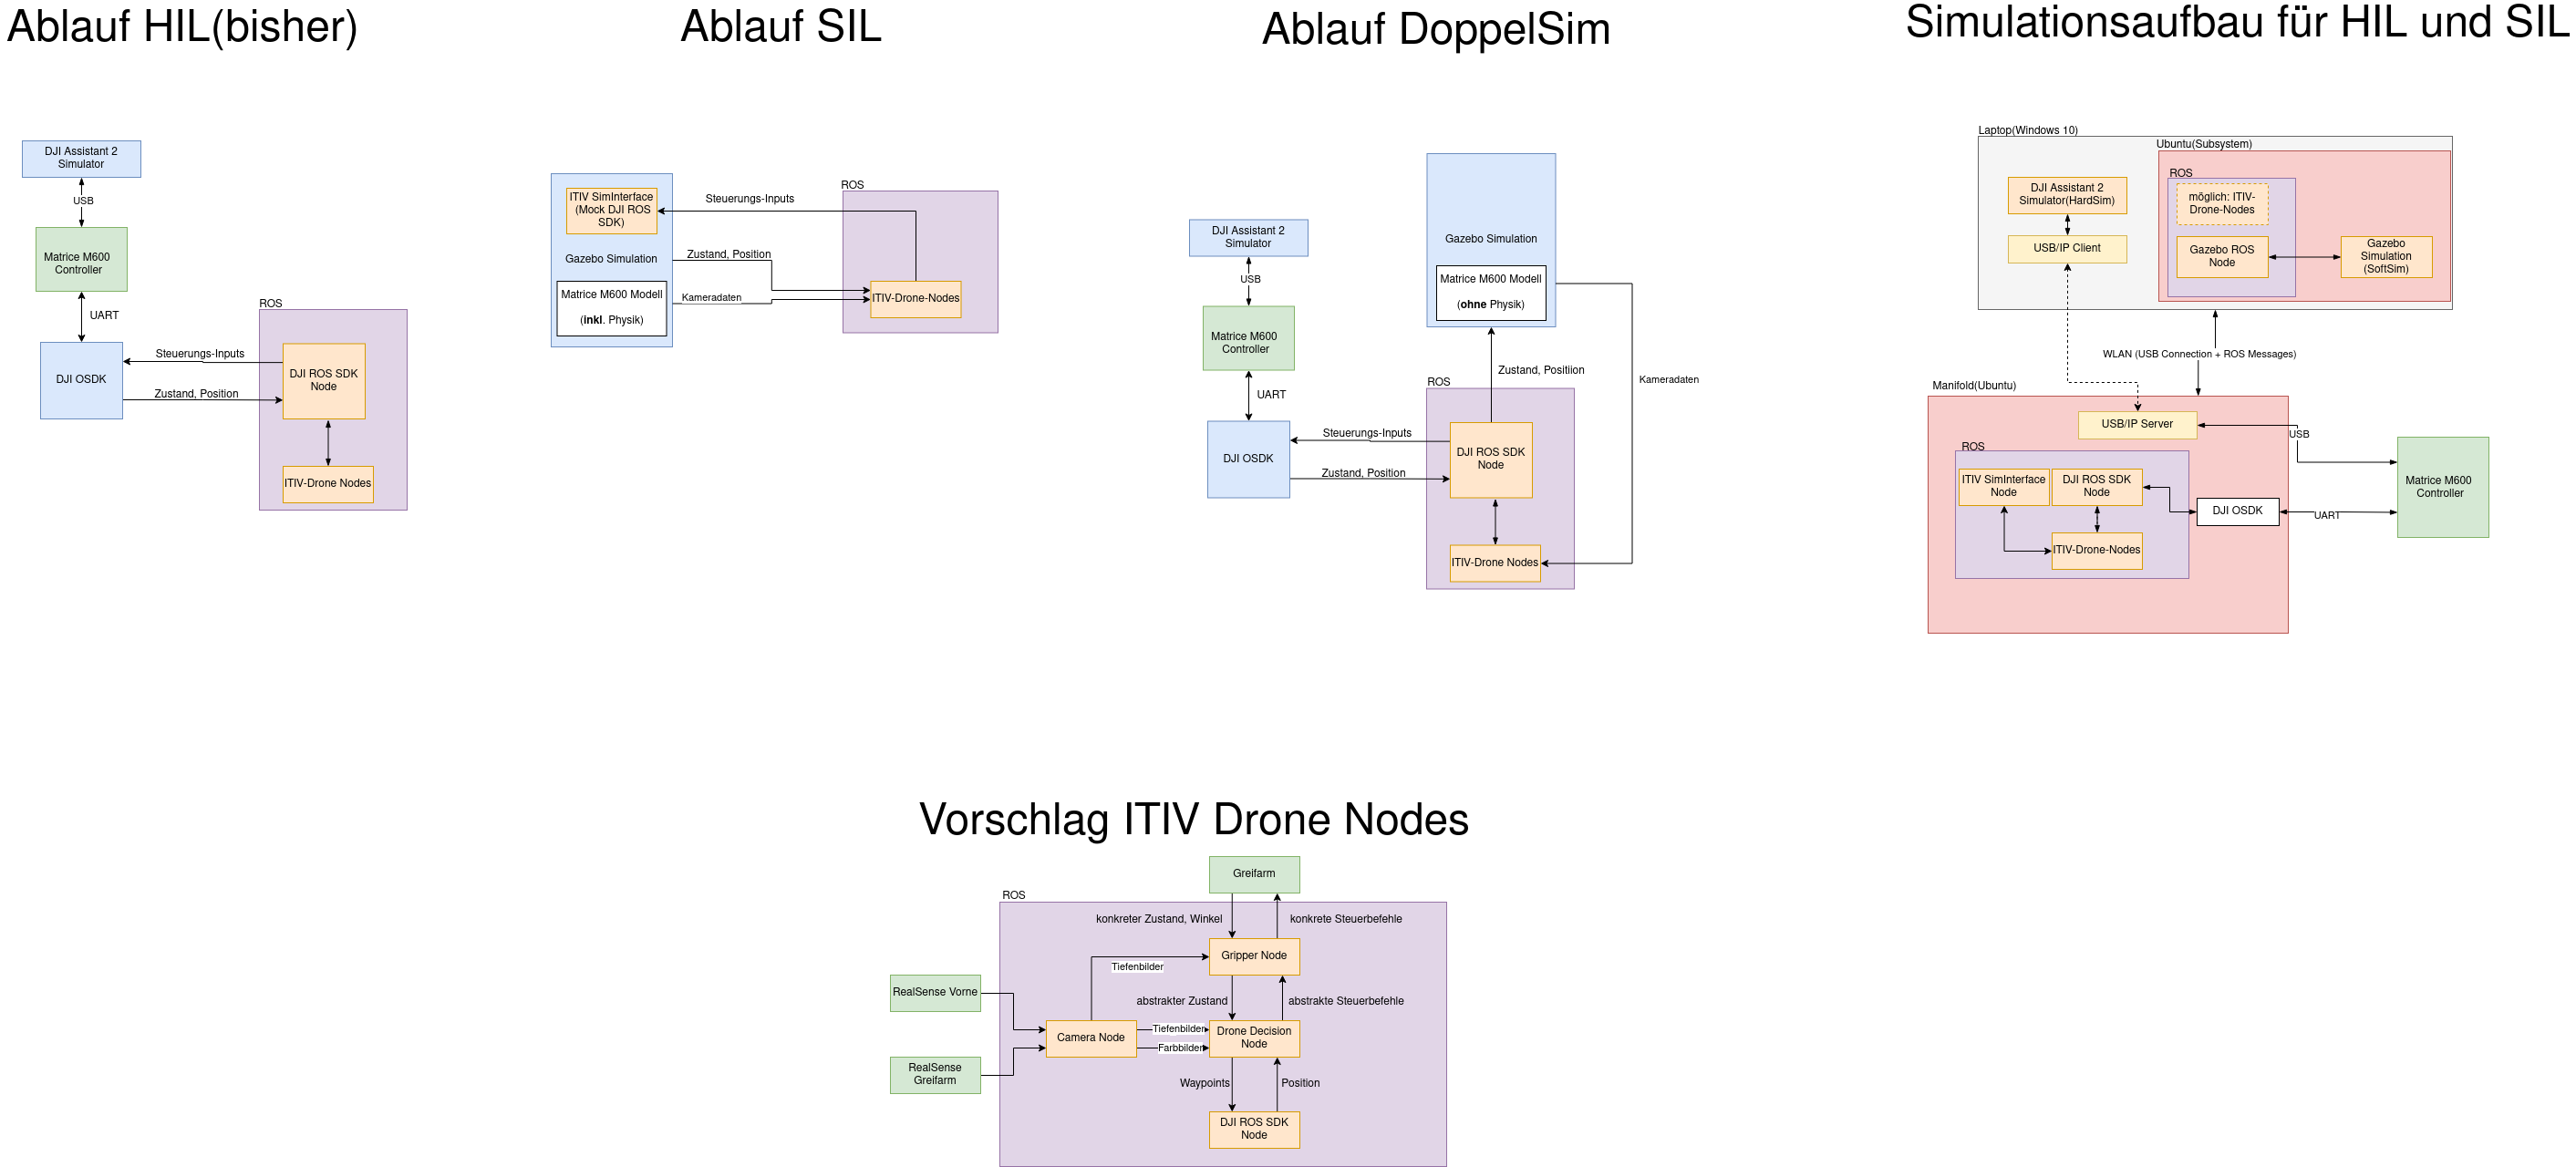 Ablauf HIL(bisher)
DJI Assistant 2
Simulator
USB
Matrice M600
Controller
UART
DJI OSDK
Steuerungs-Inputs
Zustand, Position
ROS
DJI ROS SDK
Node
ITIV-Drone Nodes
Ablauf SIL
ITIV SimInterface
(Mock DJI ROS
SDK)
Gazebo Simulation
Matrice M600 Modell
(inkl. Physik)
Steuerungs-Inputs
Zustand, Position
Kameradaten
ROS
ITIV-Drone-Nodes
Ablauf DoppelSim
DJI Assistant 2
Simulator
USB
Matrice M600
Controller
UART
DJI OSDK
Steuerungs-Inputs
Zustand, Position
Gazebo Simulation
Matrice M600 Modell
(ohne Physik)
Zustand, Positiion
Kameradaten
ROS
DJI ROS SDK
Node
ITIV-Drone Nodes
Simulationsaufbau für HIL und SIL
Laptop(Windows 10)
Ubuntu(Subsystem)
ROS
DJI Assistant 2
Simulator(HardSim)
möglich: ITIV-
Drone-Nodes
USB/IP Client
Gazebo ROS
Node
Gazebo
Simulation
(SoftSim)
WLAN (USB Connection + ROS Messages)
Manifold(Ubuntu)
USB/IP Server
USB
ROS
ITIV SimInterface
Node
DJI ROS SDK
Node
ITIV-Drone-Nodes
DJI OSDK
UART
Matrice M600
Controller
Vorschlag ITIV Drone Nodes
Greifarm
ROS
konkreter Zustand, Winkel
konkrete Steuerbefehle
Gripper Node
Tiefenbilder
RealSense Vorne
abstrakter Zustand
abstrakte Steuerbefehle
Camera Node
Tiefenbilder
Farbbilder
Drone Decision
Node
RealSense
Greifarm
Waypoints
Position
DJI ROS SDK
Node